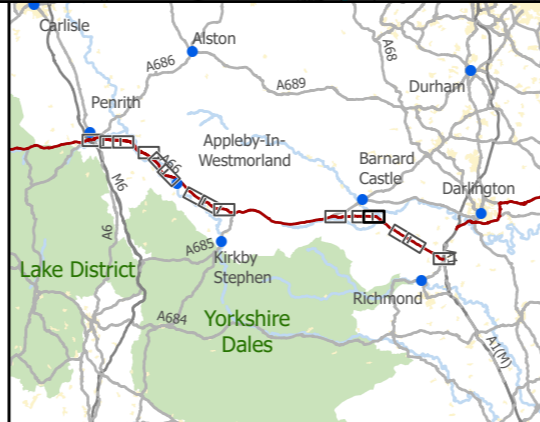 Carlisle
Alston
A686
A68
A689
Durham
Penrith
Appleby-In-
Westmorland
A66
Barnard
Castle
Darlington
M6
A6
A685
Kirkby
Stephen
Lake District
Richmond
A684
Yorkshire
Dales
A1(M)